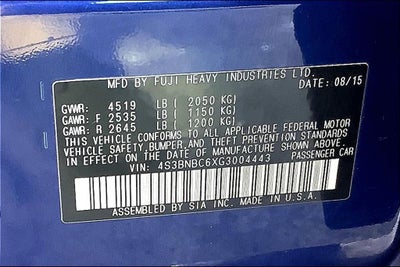 MFD BY FUJI HEAVY INDUSTRIES LTD.
DATE: 08/15
GVWR: 4519 LB ( 2050 KG)
GAWR: F 2535 LB ( 1150 KG)
GAWR: R 2645 LB ( 1200 KG)
THIS VEHICLE CONFORMS TO ALL APPLICABLE FEDERAL MOTOR
VEHICLE SAFETY, BUMPER, AND THEFT PREVENTION STANDARDS
IN EFFECT ON THE DATE OF MANUFACTURE SHOWN ABOVE.
VIN: 4S3BNBC6XG3004443 PASSENGER CAR
ASSEMBLED BY SIA INC. MADE IN U.S.A.